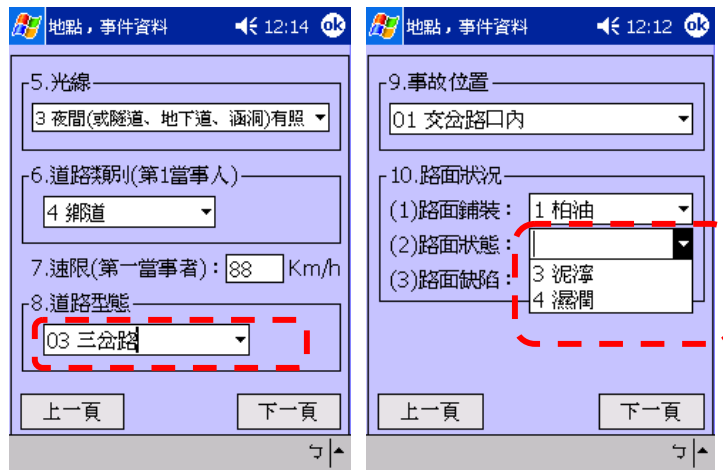 地點，事件資料 12:14 ok
5.光線
3 夜間(或隧道、地下道、涵洞)有照
6.道路類別(第1當事人)
4 鄉道
7.速限(第一當事者)：88 Km/h
8.道路型態
03 三岔路
上一頁 下一頁
ㄅ
地點，事件資料 12:12 ok
9.事故位置
01 交岔路口內
10.路面狀況
(1)路面鋪裝： 1 柏油
(2)路面狀態：
(3)路面缺陷：
3 泥濘
4 濕潤
上一頁 下一頁
ㄅ